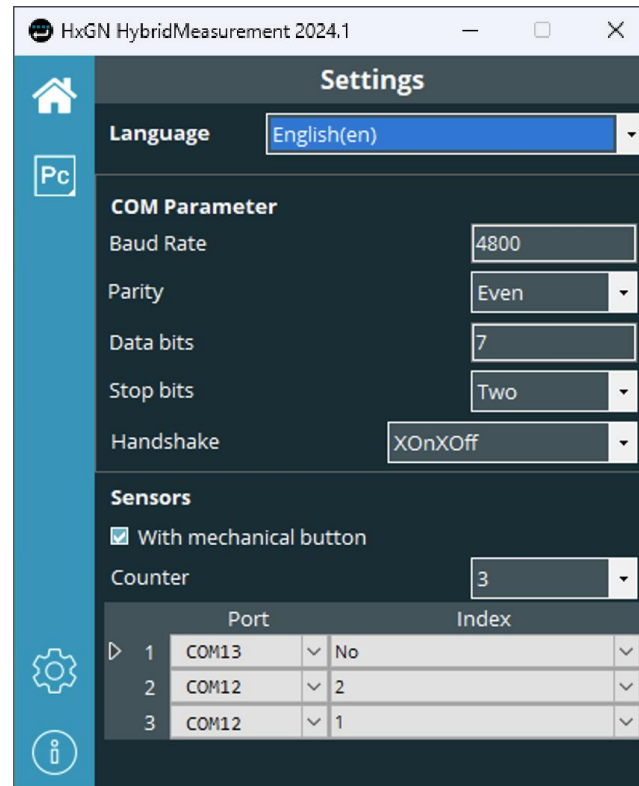 HxGN HybridMeasurement 2024.1
Settings
Language English(en)
Pc
COM Parameter
Baud Rate 4800
Parity Even
Data bits 7
Stop bits Two
Handshake XOnXOff
Sensors
With mechanical button
Counter 3
Port Index
1 COM13 No
2 COM12 2
3 COM12 1
i